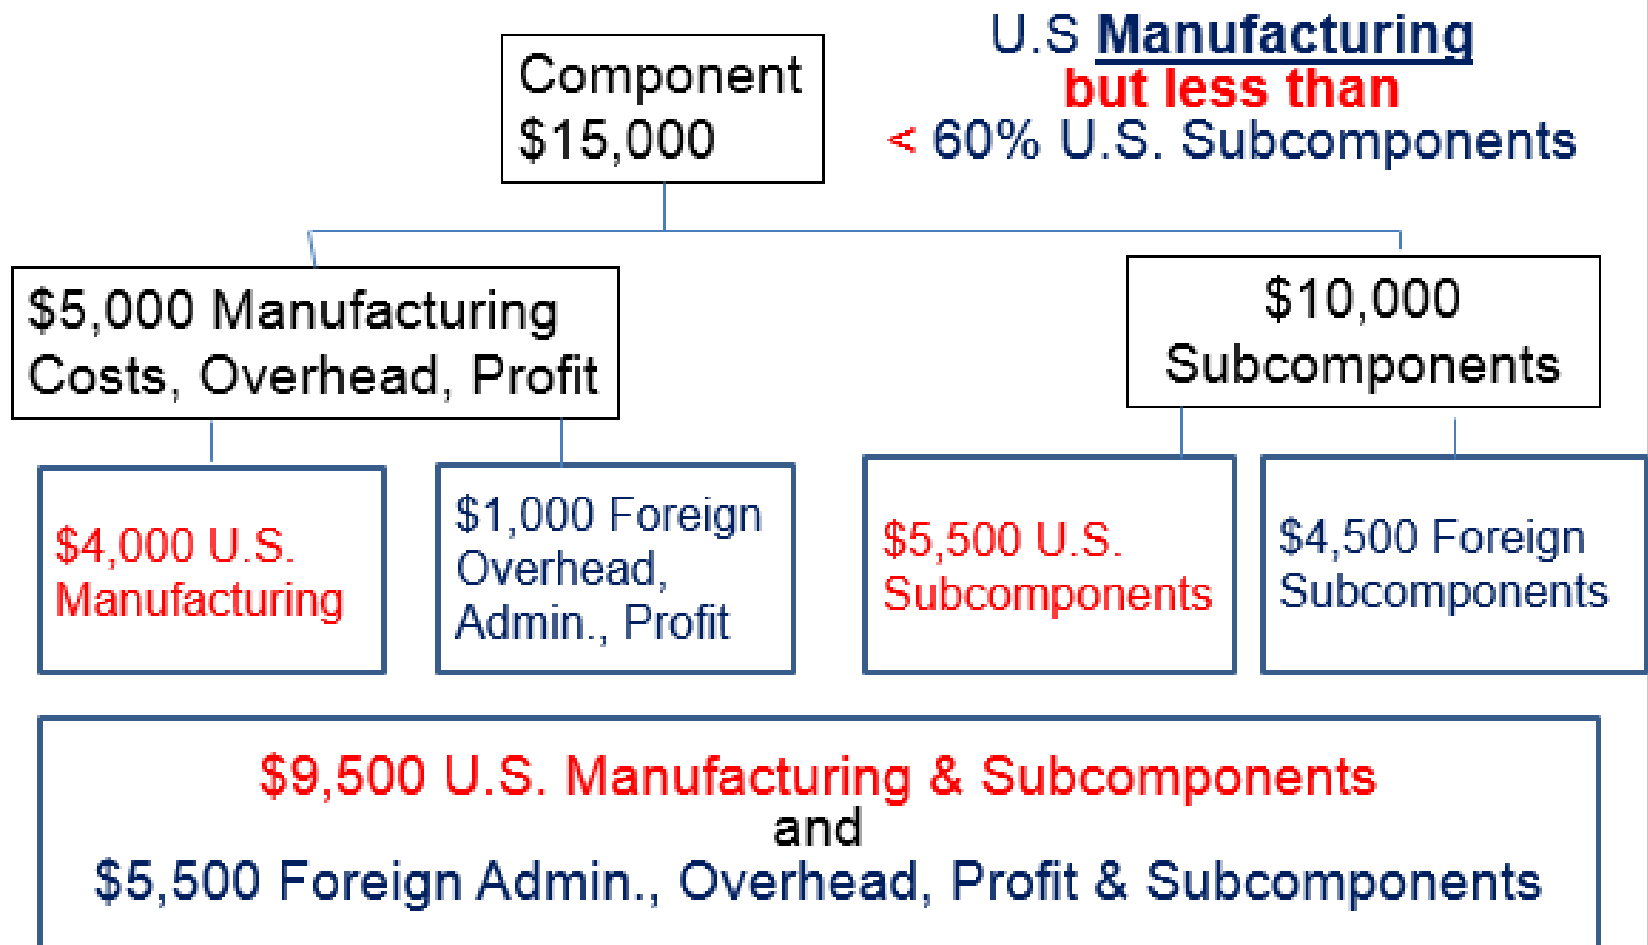 Component
$15,000
U.S Manufacturing
but less than
< 60% U.S. Subcomponents
$5,000 Manufacturing
Costs, Overhead, Profit
$10,000
Subcomponents
$4,000 U.S.
Manufacturing
$1,000 Foreign
Overhead,
Admin., Profit
$5,500 U.S.
Subcomponents
$4,500 Foreign
Subcomponents
$9,500 U.S. Manufacturing & Subcomponents
and
$5,500 Foreign Admin., Overhead, Profit & Subcomponents